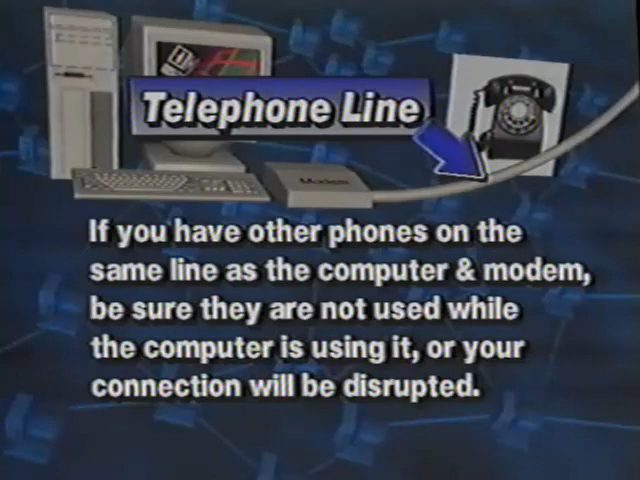 Telephone Line
Modem
If you have other phones on the
same line as the computer & modem,
be sure they are not used while
the computer is using it, or your
connection will be disrupted.